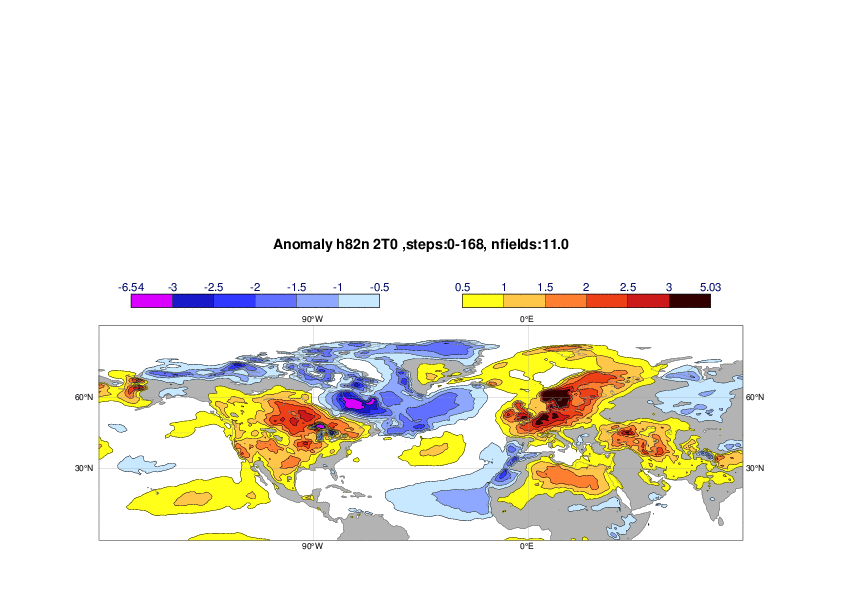 Anomaly h82n 2T0 ,steps:0-168, nfields:11.0
-6.54 -3 -2.5 -2 -1.5 -1 -0.5 0.5 1 1.5 2 2.5 3 5.03
90°W 0°E
60°N 60°N
30°N 30°N
90°W 0°E